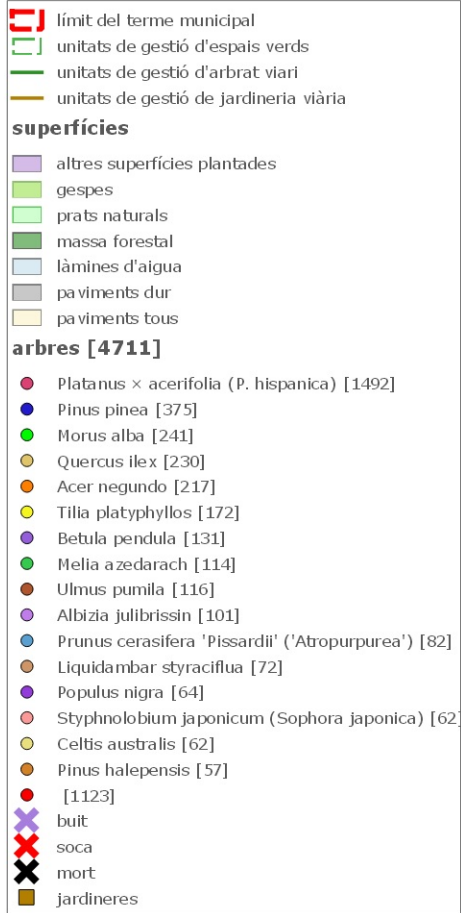 límit del terme municipal
unitats de gestió d'espais verds
unitats de gestió d'arbrat viari
unitats de gestió de jardineria viària
superfícies
altres superfícies plantades
gespes
prats naturals
massa forestal
làmines d'aigua
paviments dur
paviments tous
arbres [4711]
Platanus × acerifolia (P. hispanica) [1492]
Pinus pinea [375]
Morus alba [241]
Quercus ilex [230]
Acer negundo [217]
Tilia platyphyllos [172]
Betula pendula [131]
Melia azedarach [114]
Ulmus pumila [116]
Albizia julibrissin [101]
Prunus cerasifera 'Pissardii' ('Atropurpurea') [82]
Liquidambar styraciflua [72]
Populus nigra [64]
Styphnolobium japonicum (Sophora japonica) [62]
Celtis australis [62]
Pinus halepensis [57]
[1123]
buit
soca
mort
jardineres